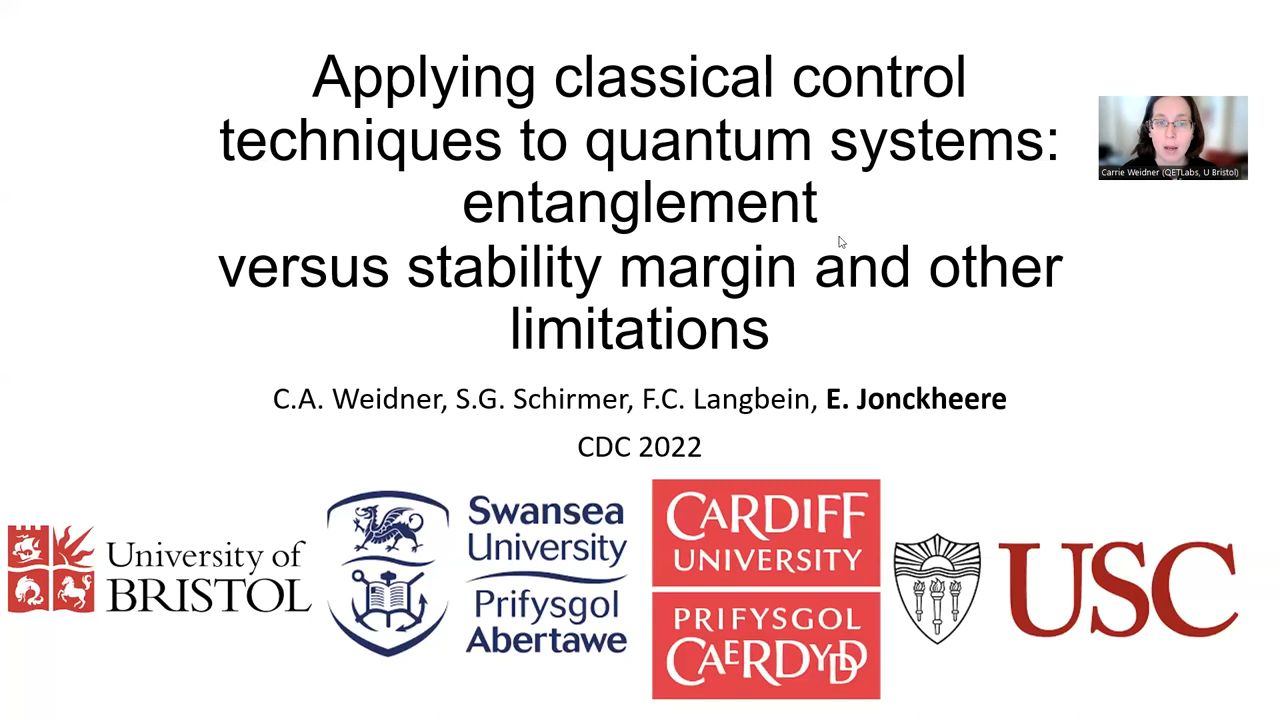 Applying classical control
techniques to quantum systems:
entanglement
versus stability margin and other
limitations
Carrie Weidner (QETLabs, U Bristol)
C.A. Weidner, S.G. Schirmer, F.C. Langbein, E. Jonckheere
CDC 2022
University of
BRISTOL
Swansea
University
Prifysgol
Abertawe
CARDIFF
UNIVERSITY
PRIFYSGOL
CAERDYDD
USC